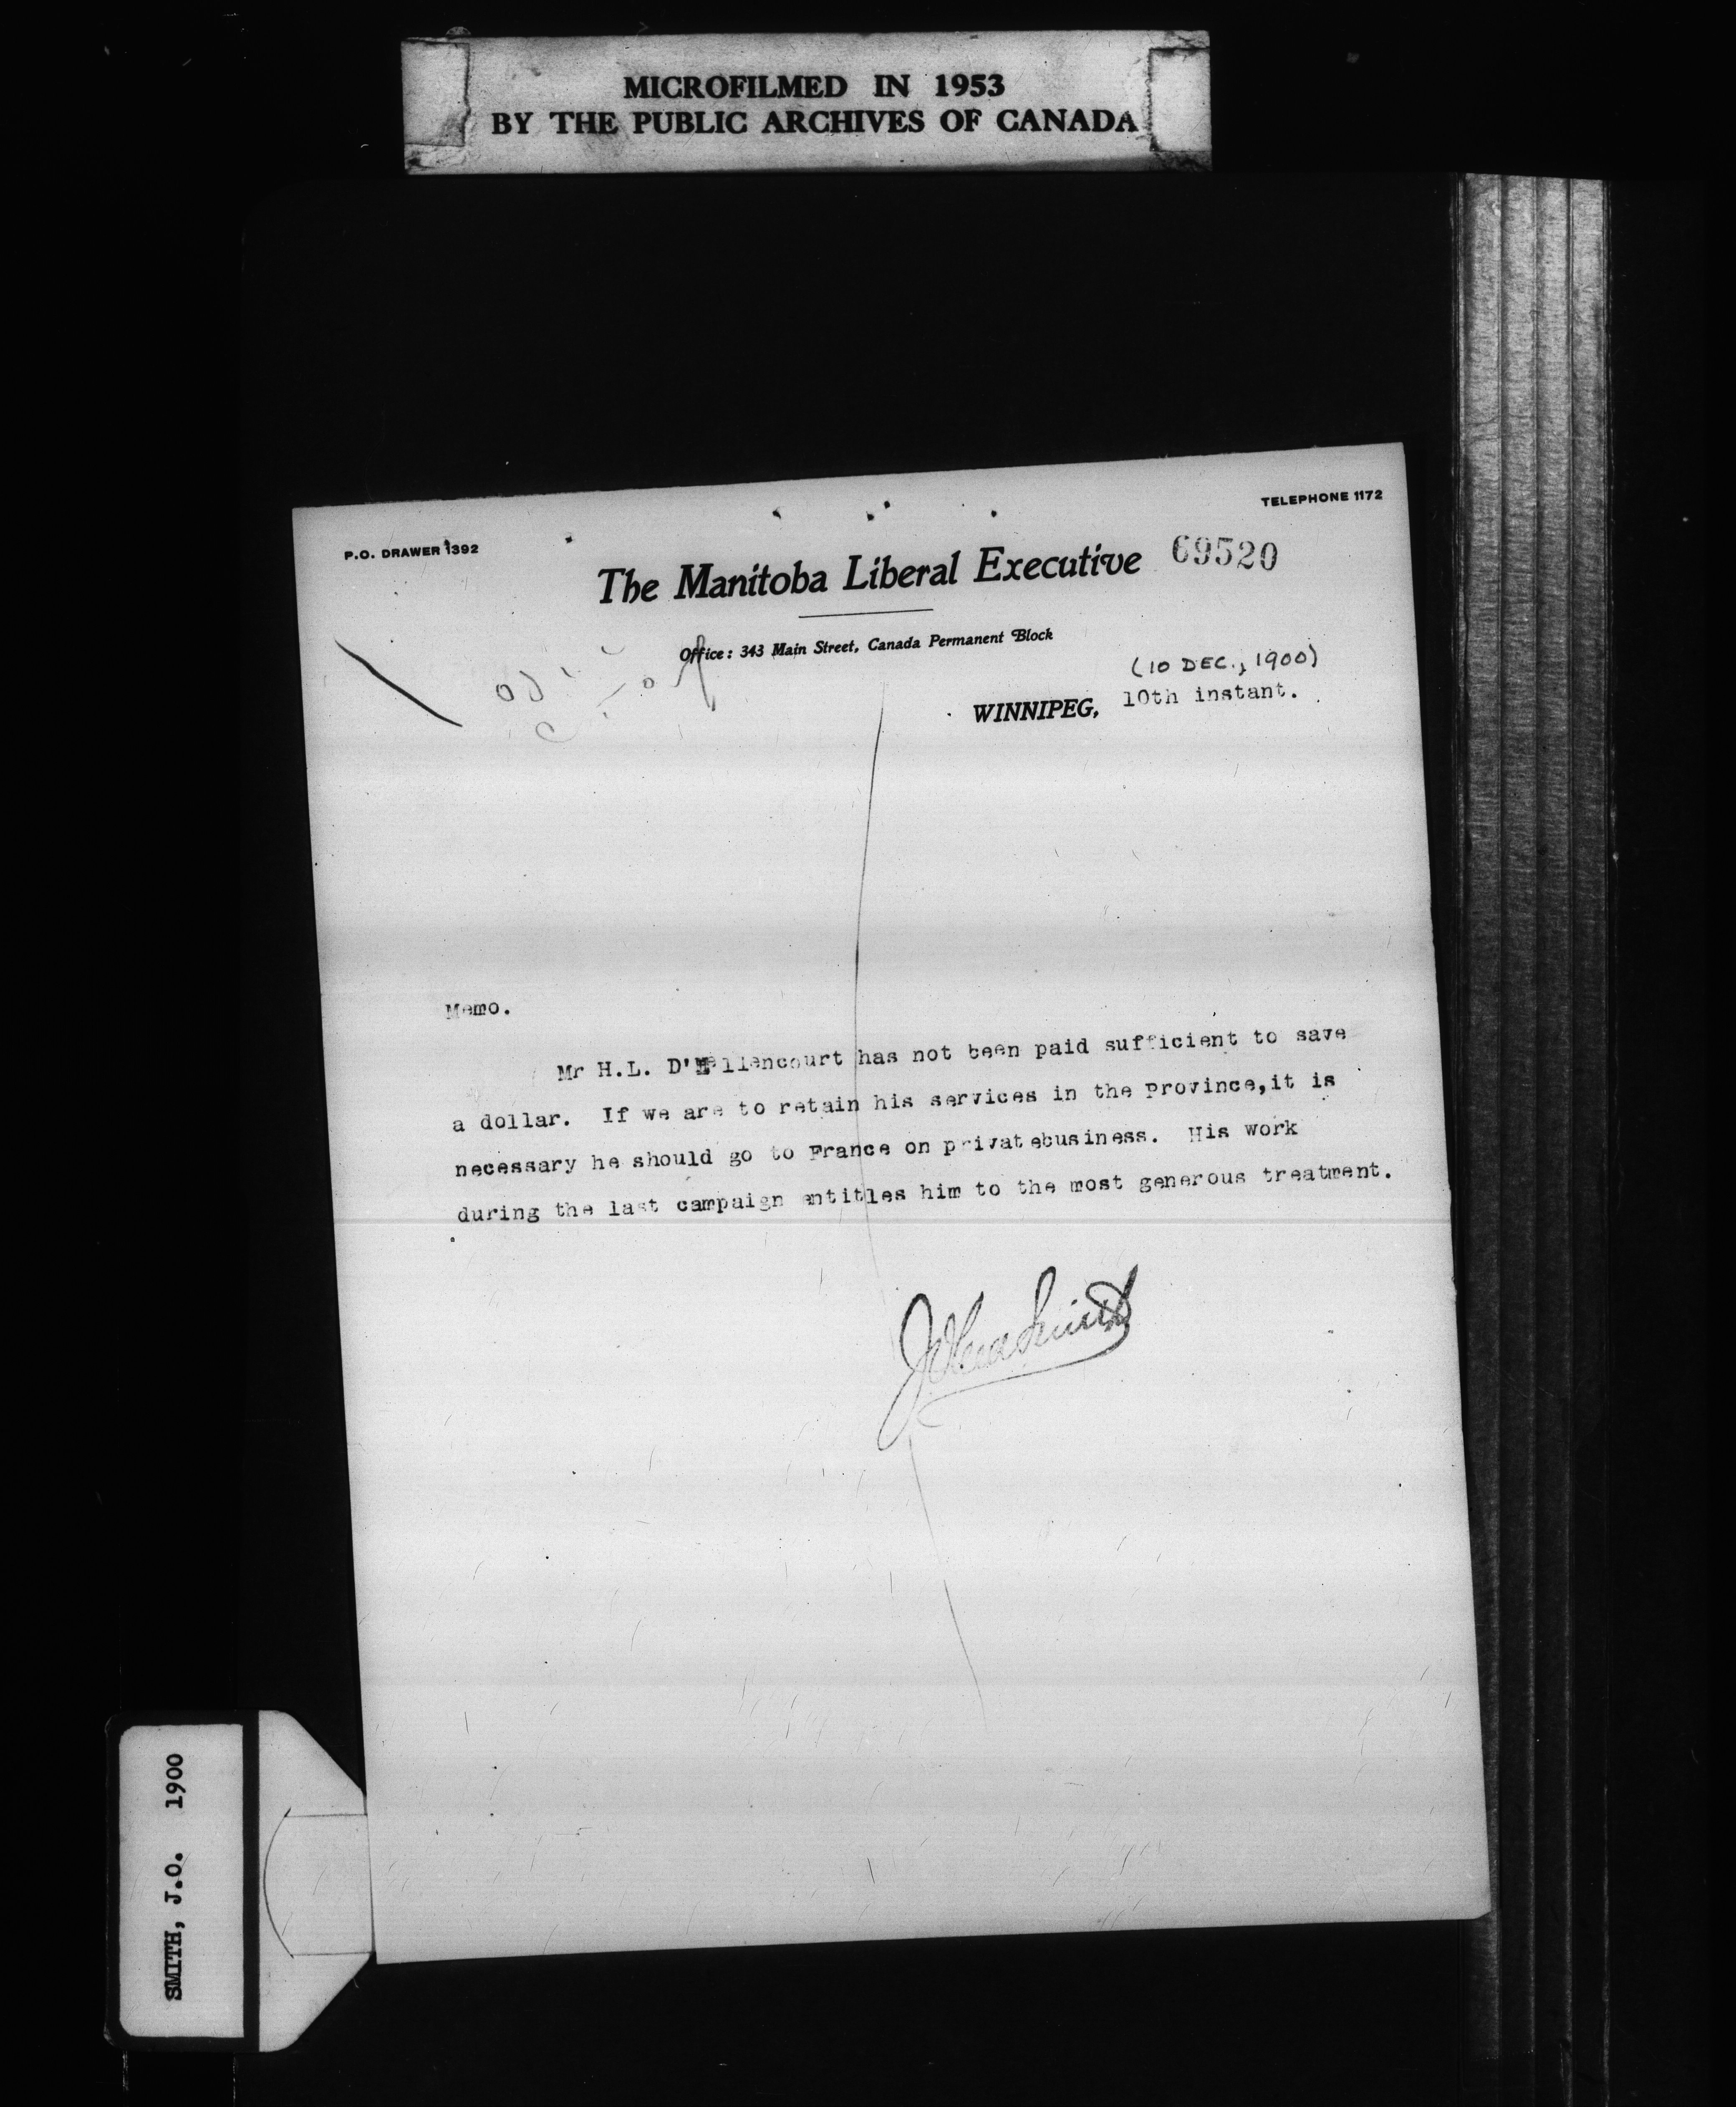 MICROFILMED IN 1953
BY THE PUBLIC ARCHIVES OF CANADA
TELEPHONE 1172
P.O. DRAWER 1392
The Manitoba Liberal Executive 69520
Office: 343 Main Street, Canada Permanent Block
(10 DEC., 1900)
WINNIPEG, 10th instant.
Memo.
Mr H.L. D'Hellencourt has not been paid sufficient to save
a dollar. If we are to retain his services in the Province,it is
necessary he should go to France on privatebusiness. His work
during the last campaign entitles him to the most generous treatment.
SMITH, J.O. 1900